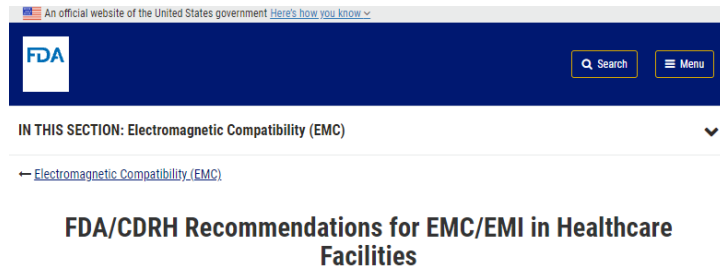 An official website of the United States government Here's how you know
FDA
Search
Menu
IN THIS SECTION: Electromagnetic Compatibility (EMC)
← Electromagnetic Compatibility (EMC)
FDA/CDRH Recommendations for EMC/EMI in Healthcare
Facilities